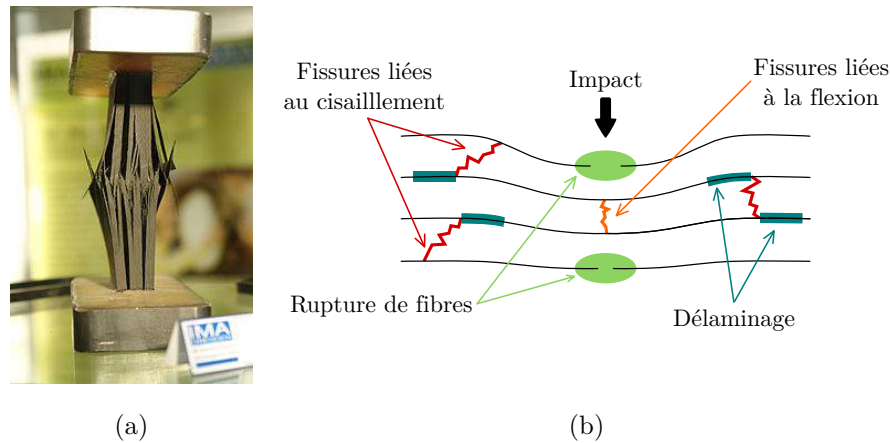 Fissures liées
au cisailllement
Impact
Fissures liées
à la flexion
Rupture de fibres
Délaminage
IMA
(a)
(b)